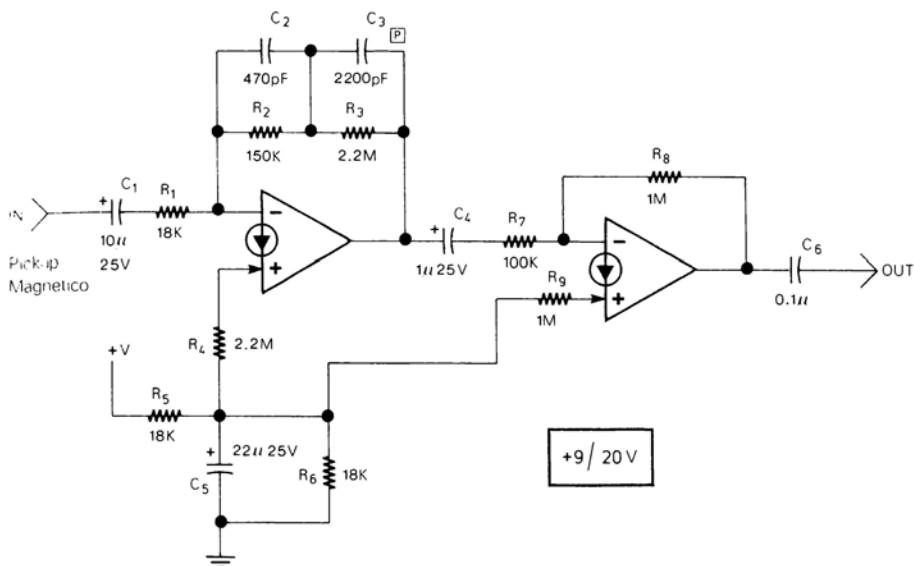 C2
C3
P
470pF
2200pF
R2
R3
150K
2.2M
R8
1M
IN
+
C1
R1
10u
18K
25V
Pick-up
Magnetico
−
+
+
C4
R7
1u 25V
100K
−
+
C6
OUT
0.1u
R9
1M
+V
R4
2.2M
R5
18K
+
22u 25V
C5
R6
18K
+9/20V